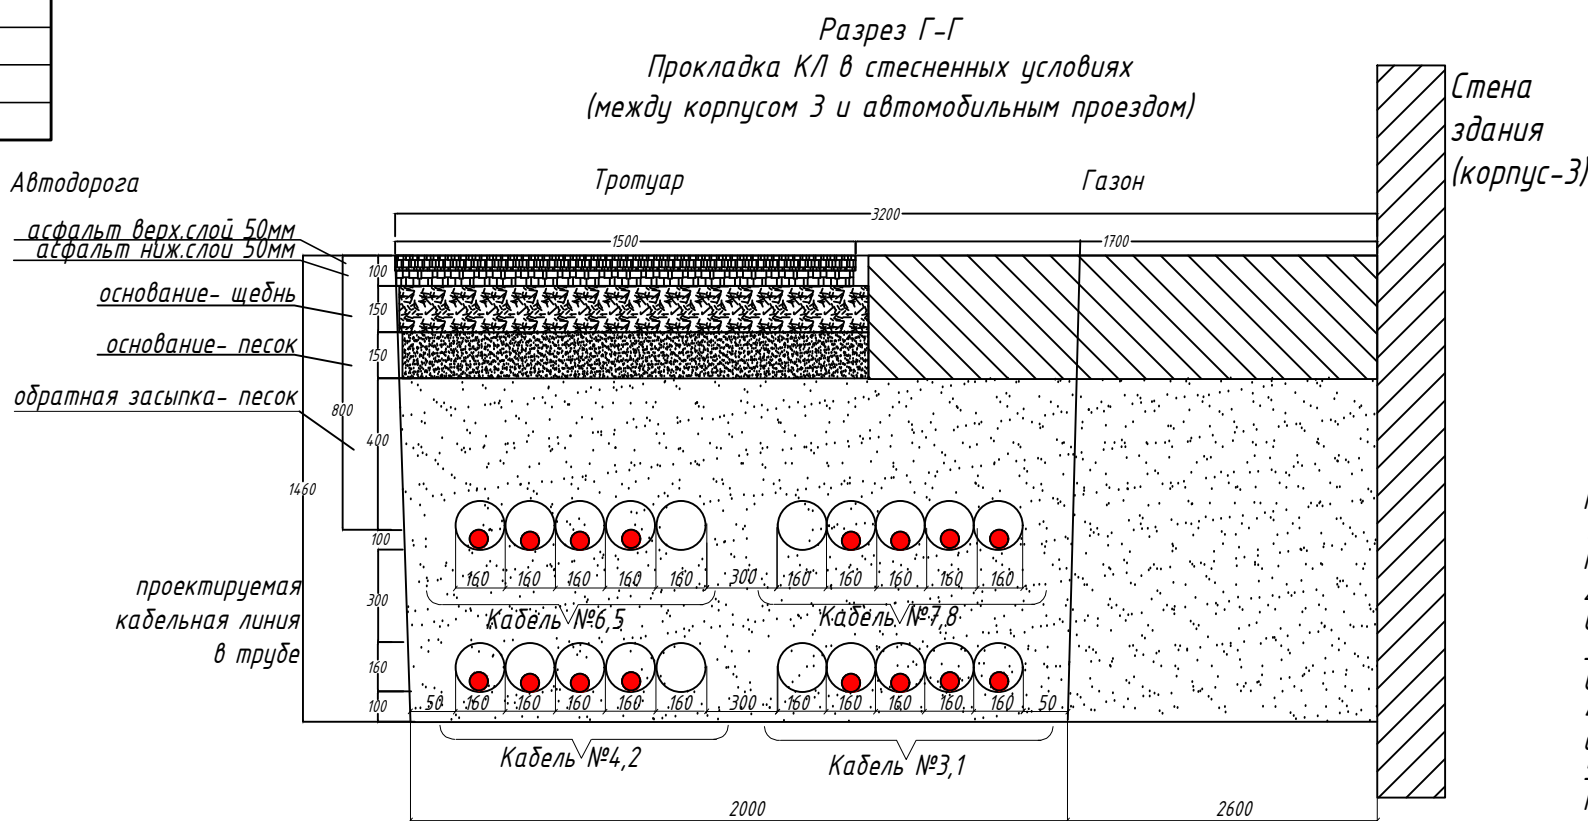 Разрез Г-Г
Прокладка КЛ в стесненных условиях
(между корпусом 3 и автомобильным проездом)
Стена
здания
(корпус-3)
Автодорога
Тротуар
Газон
3200
1500
1700
асфальт верх.слой 50мм
асфальт ниж.слой 50мм
основание- щебнь
основание- песок
обратная засыпка- песок
100
150
150
800
400
1460
100
300
160
100
проектируемая
кабельная линия
в трубе
160 160 160 160 160 300 160 160 160 160 160
Кабель №6,5
Кабель №7,8
50 160 160 160 160 160 300 160 160 160 160 160 50
Кабель №4,2
Кабель №3,1
2000
2600